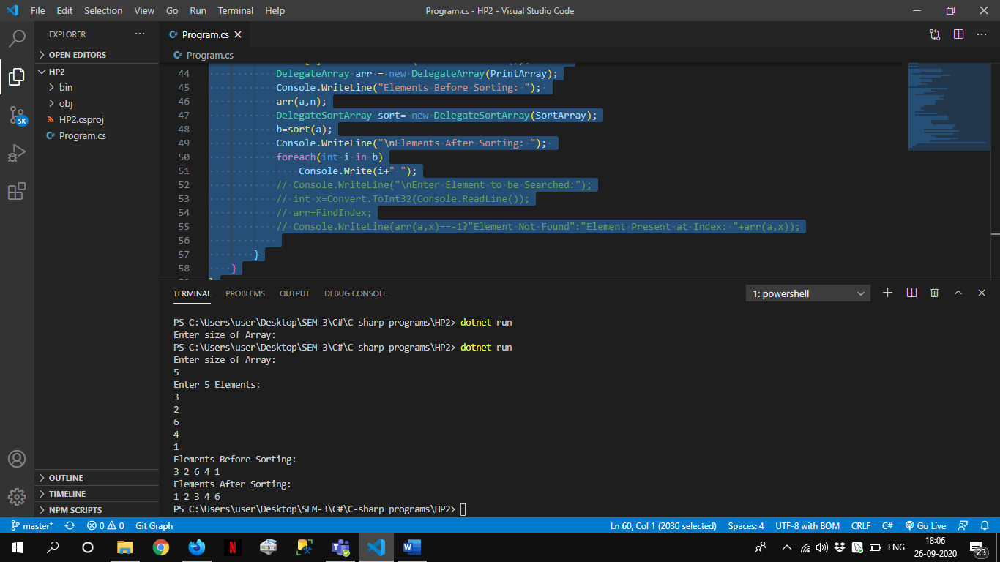 File Edit Selection View Go Run Terminal Help
Program.cs - HP2 - Visual Studio Code
EXPLORER
OPEN EDITORS
HP2
bin
obj
HP2.csproj
Program.cs
5K
OUTLINE
TIMELINE
NPM SCRIPTS
Program.cs
Program.cs
44 DelegateArray arr = new DelegateArray(PrintArray);
45 Console.WriteLine("Elements Before Sorting: ");
46 arr(a,n);
47 DelegateSortArray sort= new DelegateSortArray(SortArray);
48 b=sort(a);
49 Console.WriteLine("\nElements After Sorting: ");
50 foreach(int i in b)
51 Console.Write(i+" ");
52 // Console.WriteLine("\nEnter Element to be Searched:");
53 // int x=Convert.ToInt32(Console.ReadLine());
54 // arr=FindIndex;
55 // Console.WriteLine(arr(a,x)==-1?"Element Not Found":"Element Present at Index: "+arr(a,x));
56
57 }
58 }
TERMINAL PROBLEMS OUTPUT DEBUG CONSOLE
1: powershell
PS C:\Users\user\Desktop\SEM-3\C#\C-sharp programs\HP2> dotnet run
Enter size of Array:
PS C:\Users\user\Desktop\SEM-3\C#\C-sharp programs\HP2> dotnet run
Enter size of Array:
5
Enter 5 Elements:
3
2
6
4
1
Elements Before Sorting:
3 2 6 4 1
Elements After Sorting:
1 2 3 4 6
PS C:\Users\user\Desktop\SEM-3\C#\C-sharp programs\HP2>
master* 0 0 Git Graph
Ln 60, Col 1 (2030 selected) Spaces: 4 UTF-8 with BOM CRLF C# Go Live
N
W
ENG
18:06
26-09-2020
23